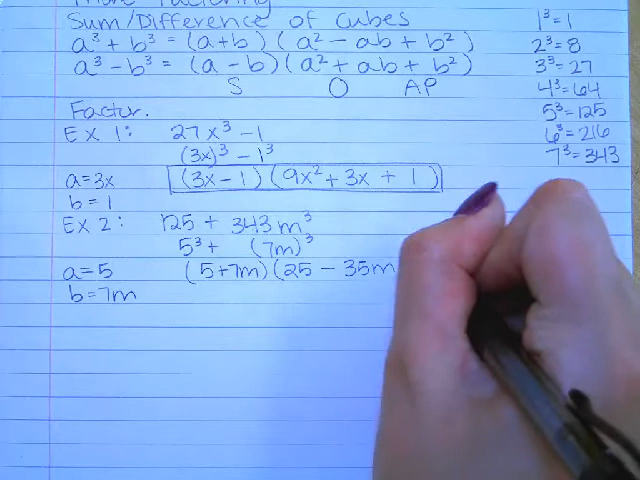 More Factoring
Sum/Difference of Cubes
a³ + b³ = (a+b)(a² - ab + b²)
a³ - b³ = (a - b)(a² + ab + b²)
S O AP
1³ = 1
2³ = 8
3³ = 27
4³ = 64
5³ = 125
6³ = 216
7³ = 343
Factor.
Ex 1: 27x³ - 1
(3x)³ - 1³
a = 3x (3x - 1)(9x² + 3x + 1)
b = 1
Ex 2: 125 + 343m³
5³ + (7m)³
a = 5 (5+7m)(25 - 35m
b = 7m